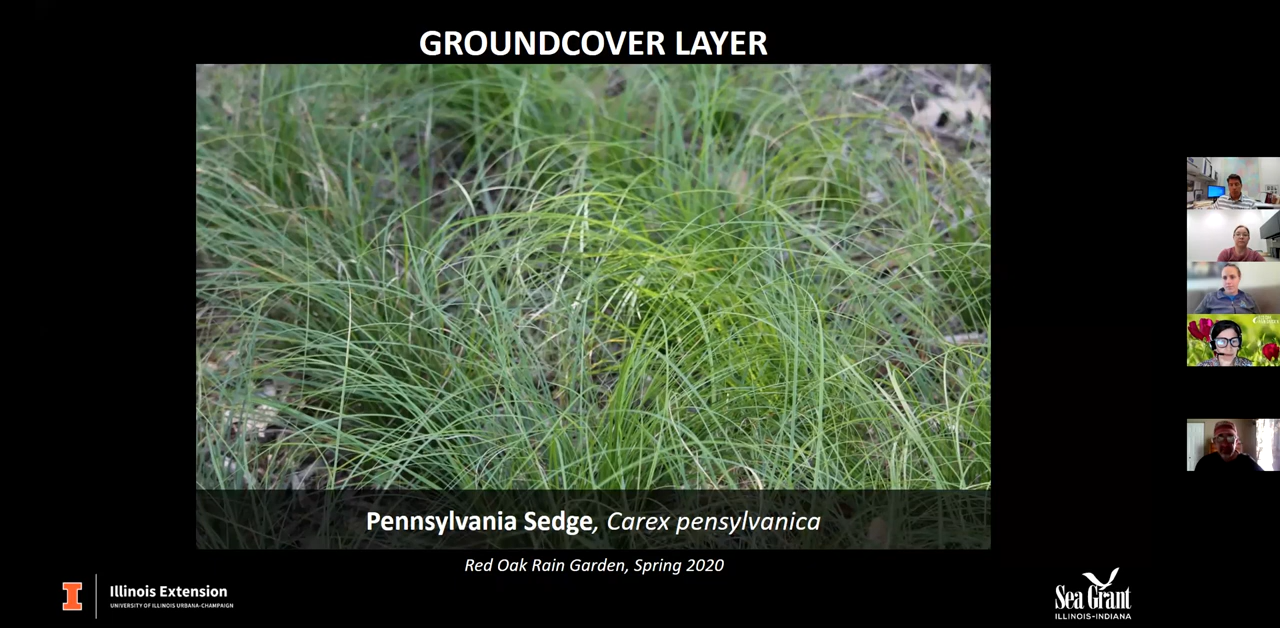 GROUNDCOVER LAYER
Pennsylvania Sedge, Carex pensylvanica
Red Oak Rain Garden, Spring 2020
I
Illinois Extension
UNIVERSITY OF ILLINOIS URBANA-CHAMPAIGN
Sea Grant
ILLINOIS-INDIANA